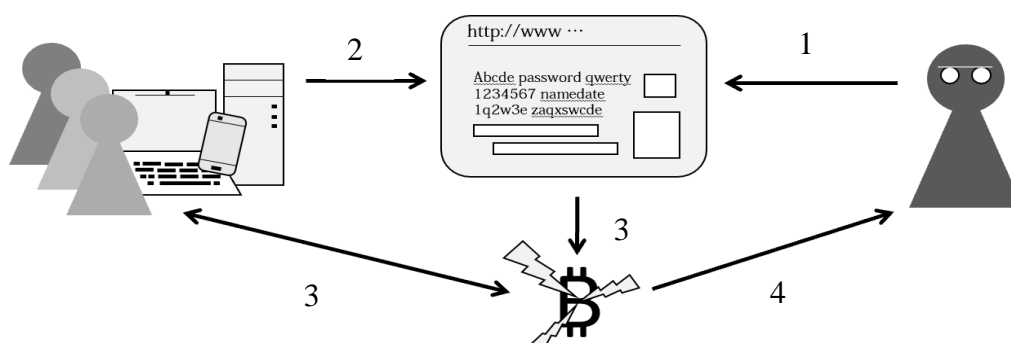 2
http://www …
1
Abcde password qwerty
1234567 namedate
1q2w3e zaqxswcde
3
3
4